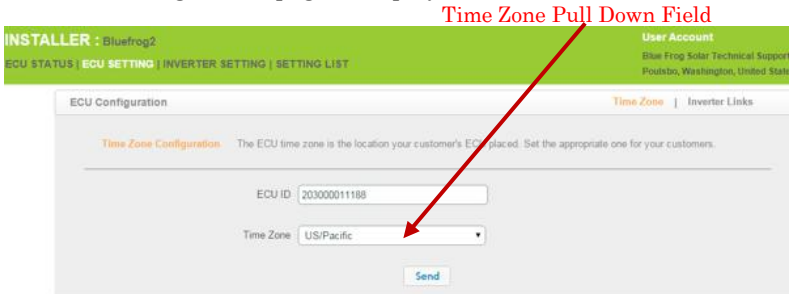 Time Zone Pull Down Field
INSTALLER : Bluefrog2
User Account
Blue Frog Solar Technical Support
Poulsbo, Washington, United State
ECU STATUS | ECU SETTING | INVERTER SETTING | SETTING LIST
ECU Configuration
Time Zone | Inverter Links
Time Zone Configuration The ECU time zone is the location your customer's ECU placed. Set the appropriate one for your customers.
ECU ID 203000011188
Time Zone US/Pacific
Send